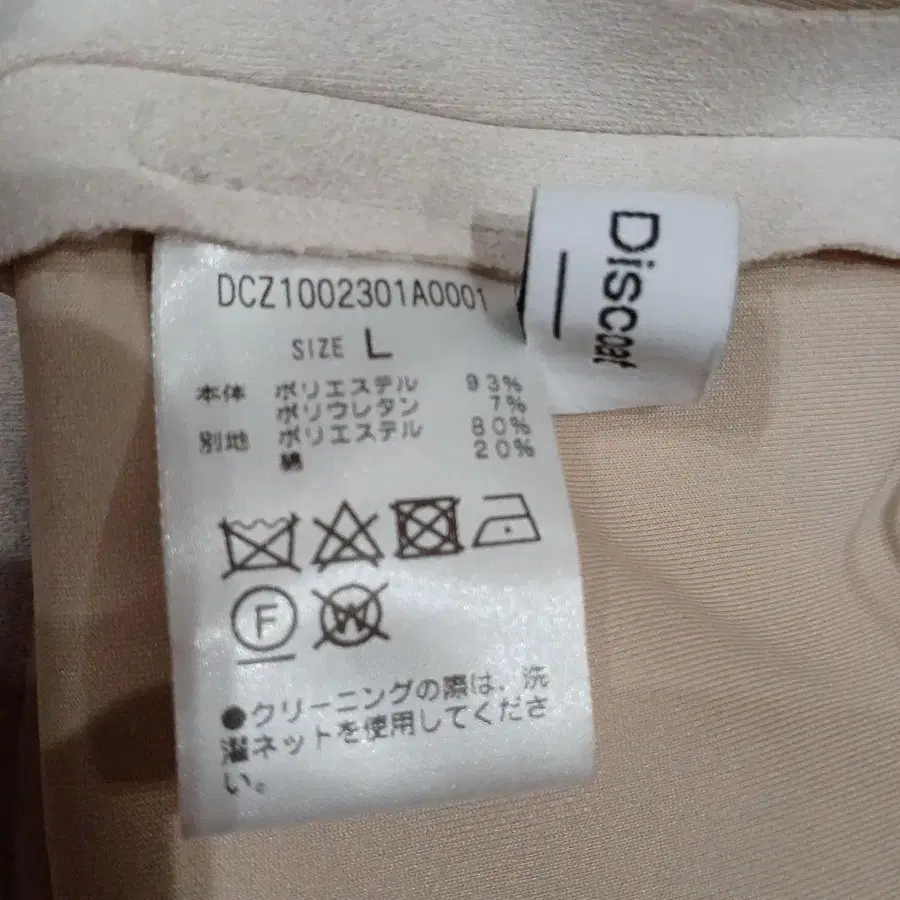 Discoat
DCZ1002301A0001
SIZE L
本体 ポリエステル 93%
ポリウレタン 7%
別地 ポリエステル 80%
綿 20%
F
W
●クリーニングの際は、洗
濯ネットを使用してくださ
い。